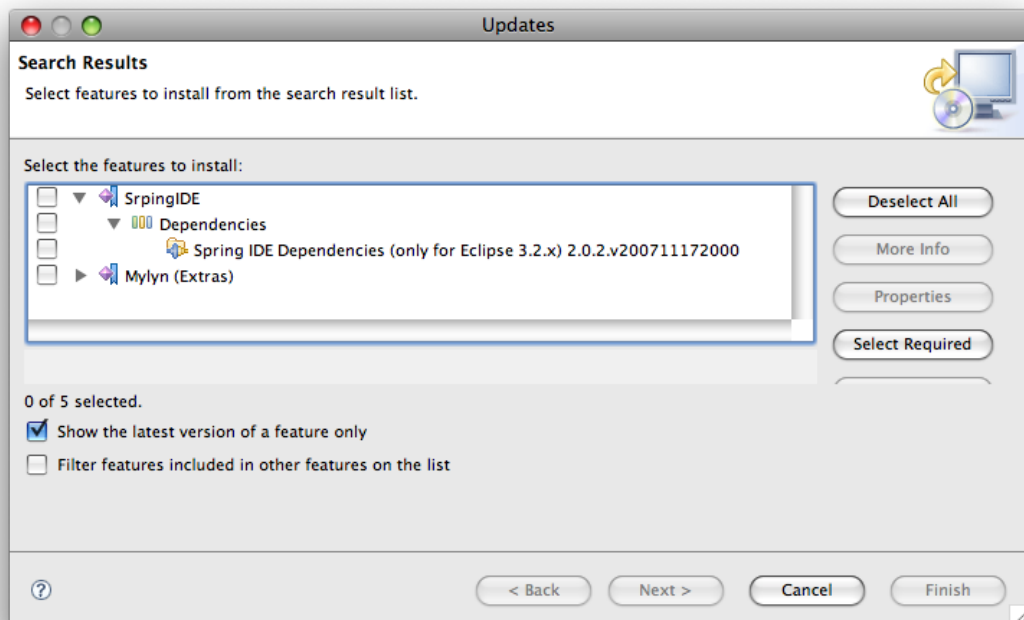 Updates
Search Results
Select features to install from the search result list.
Select the features to install:
SrpingIDE
Dependencies
Spring IDE Dependencies (only for Eclipse 3.2.x) 2.0.2.v200711172000
Mylyn (Extras)
Deselect All
More Info
Properties
Select Required
0 of 5 selected.
Show the latest version of a feature only
Filter features included in other features on the list
?
< Back
Next >
Cancel
Finish